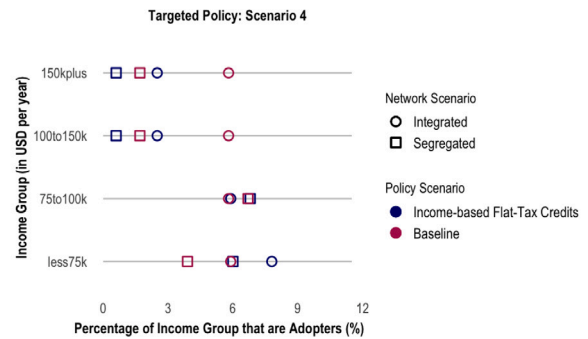 Targeted Policy: Scenario 4
Income Group (in USD per year)
150kplus
100to150k
75to100k
less75k
0 3 6 9 12
Percentage of Income Group that are Adopters (%)
Network Scenario
Integrated
Segregated
Policy Scenario
Income-based Flat-Tax Credits
Baseline